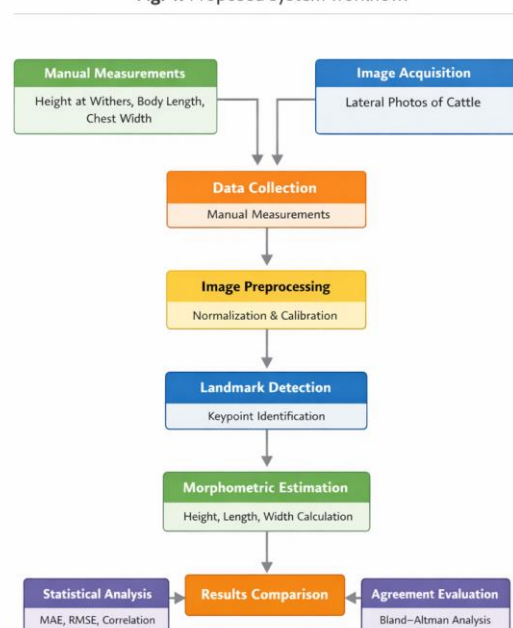 Manual Measurements
Height at Withers, Body Length,
Chest Width
Image Acquisition
Lateral Photos of Cattle
Data Collection
Manual Measurements
Image Preprocessing
Normalization & Calibration
Landmark Detection
Keypoint Identification
Morphometric Estimation
Height, Length, Width Calculation
Statistical Analysis
MAE, RMSE, Correlation
Results Comparison
Agreement Evaluation
Bland–Altman Analysis